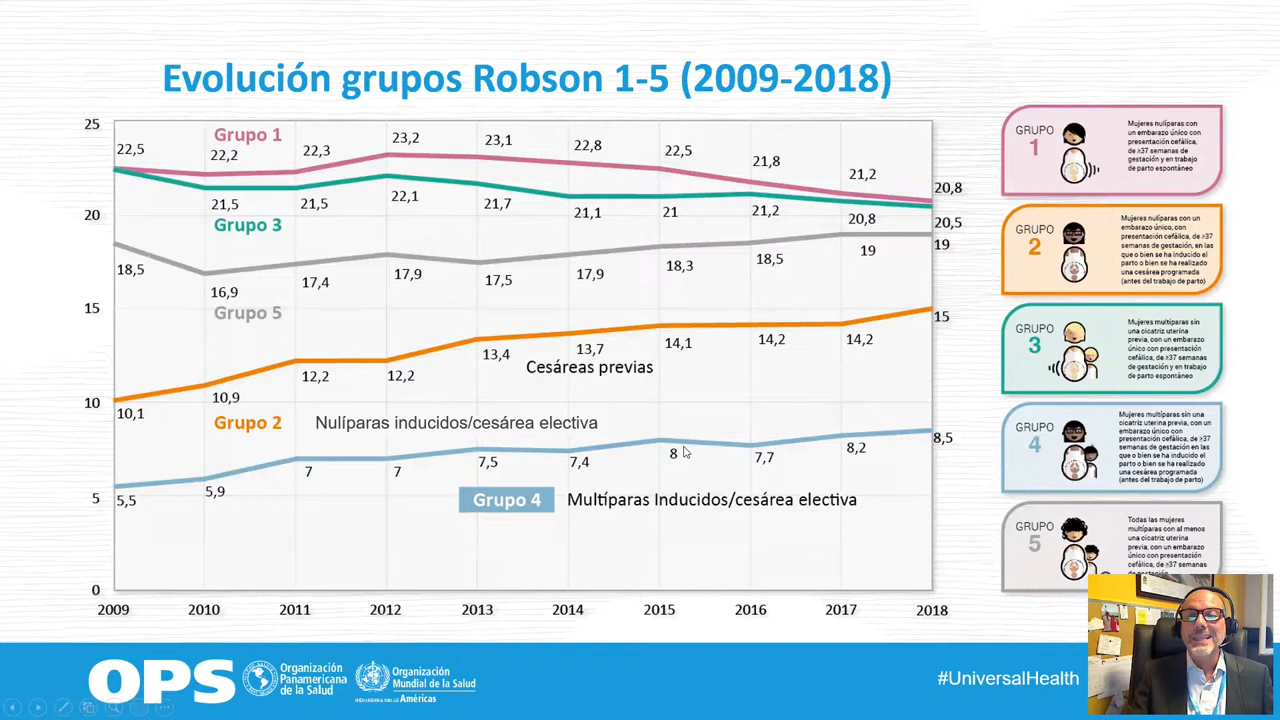 Evolución grupos Robson 1-5 (2009-2018)
25
20
15
10
5
0
Grupo 1
22,5
22,2
22,3
23,2
23,1
22,8
22,5
21,8
21,2
20,8
21,5
21,5
22,1
21,7
21,1
21
21,2
20,8
20,5
Grupo 3
18,5
16,9
17,4
17,9
17,5
17,9
18,3
18,5
19
19
Grupo 5
10,1
10,9
12,2
12,2
13,4
13,7
14,1
14,2
14,2
15
Cesáreas previas
Grupo 2
Nulíparas inducidos/cesárea electiva
5,5
5,9
7
7
7,5
7,4
8
7,7
8,2
8,5
Grupo 4
Multíparas Inducidos/cesárea electiva
2009
2010
2011
2012
2013
2014
2015
2016
2017
2018
GRUPO
1
Mujeres nulíparas con
un embarazo único con
presentación cefálica,
de ≥37 semanas de
gestación y en trabajo
de parto espontáneo
GRUPO
2
Mujeres nulíparas con un
embarazo único, con
presentación cefálica, de ≥37
semanas de gestación, en las
que o bien se ha inducido el
parto o bien se ha realizado
una cesárea programada
(antes del trabajo de parto)
GRUPO
3
Mujeres multíparas sin
una cicatriz uterina
previa, con un embarazo
único con presentación
cefálica, de ≥37 semanas
de gestación y en trabajo
de parto espontáneo
GRUPO
4
Mujeres multíparas sin una
cicatriz uterina previa, con un
embarazo único con
presentación cefálica, de ≥37
semanas de gestación en las
que o bien se ha inducido el
parto o bien se ha realizado
una cesárea programada
(antes del trabajo de parto)
GRUPO
5
Todas las mujeres
multíparas con al menos
una cicatriz uterina
previa, con un embarazo
único con presentación
cefálica, de ≥37 semanas
OPS
Organización
Panamericana
de la Salud
Organización
Mundial de la Salud
Américas
#UniversalHealth